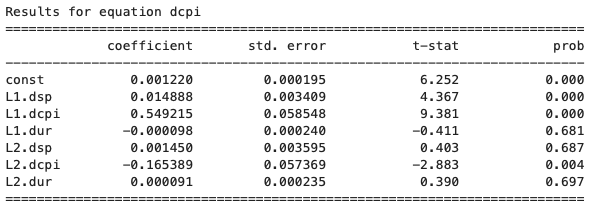 Results for equation dcpi
==========================================================================
coefficient std. error t-stat prob
--------------------------------------------------------------------------
const 0.001220 0.000195 6.252 0.000
L1.dsp 0.014888 0.003409 4.367 0.000
L1.dcpi 0.549215 0.058548 9.381 0.000
L1.dur -0.000098 0.000240 -0.411 0.681
L2.dsp 0.001450 0.003595 0.403 0.687
L2.dcpi -0.165389 0.057369 -2.883 0.004
L2.dur 0.000091 0.000235 0.390 0.697
==========================================================================